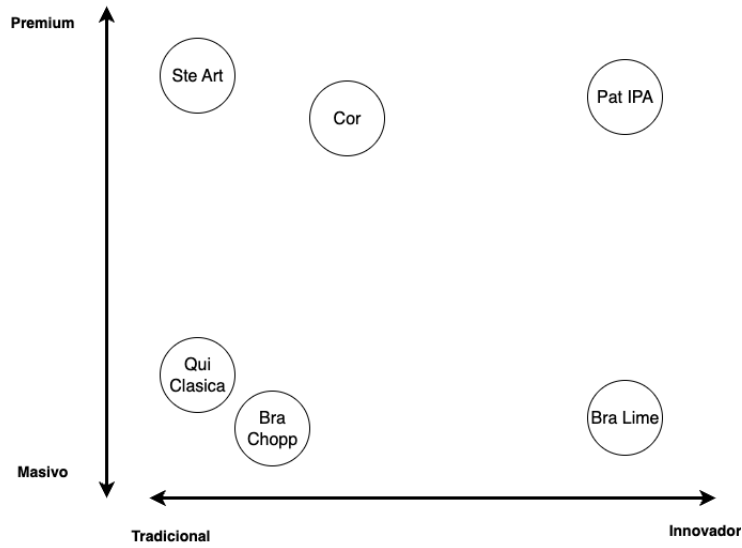 Premium
Ste Art
Cor
Pat IPA
Qui
Clasica
Bra
Chopp
Bra Lime
Masivo
Tradicional
Innovador